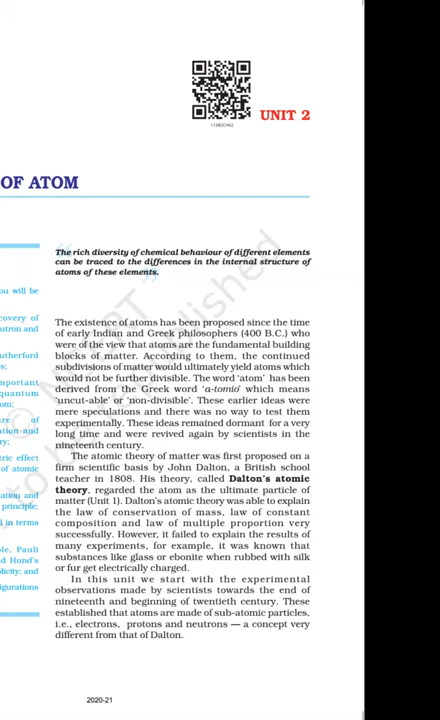 11082CH02
UNIT 2
OF ATOM
The rich diversity of chemical behaviour of different elements
can be traced to the differences in the internal structure of
atoms of these elements.
ou will be
covery of
utron and
utherford
s;
mportant
quantum
om;
ure of
ation and
ry;
tric effect
of atomic
tation and
principle;
l in terms
ple, Pauli
d Hund's
plicity; and
figurations
The existence of atoms has been proposed since the time
of early Indian and Greek philosophers (400 B.C.) who
were of the view that atoms are the fundamental building
blocks of matter. According to them, the continued
subdivisions of matter would ultimately yield atoms which
would not be further divisible. The word 'atom' has been
derived from the Greek word 'a-tomio' which means
'uncut-able' or 'non-divisible'. These earlier ideas were
mere speculations and there was no way to test them
experimentally. These ideas remained dormant for a very
long time and were revived again by scientists in the
nineteenth century.
The atomic theory of matter was first proposed on a
firm scientific basis by John Dalton, a British school
teacher in 1808. His theory, called Dalton's atomic
theory, regarded the atom as the ultimate particle of
matter (Unit 1). Dalton's atomic theory was able to explain
the law of conservation of mass, law of constant
composition and law of multiple proportion very
successfully. However, it failed to explain the results of
many experiments, for example, it was known that
substances like glass or ebonite when rubbed with silk
or fur get electrically charged.
In this unit we start with the experimental
observations made by scientists towards the end of
nineteenth and beginning of twentieth century. These
established that atoms are made of sub-atomic particles,
i.e., electrons, protons and neutrons — a concept very
different from that of Dalton.
2020-21